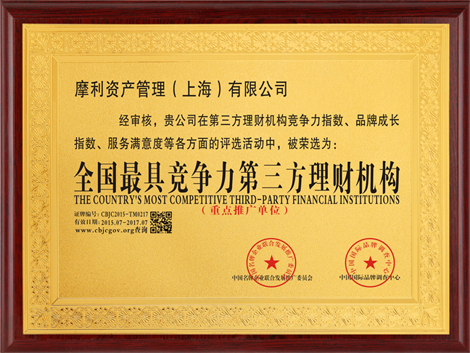 摩利资产管理(上海)有限公司
经审核,贵公司在第三方理财机构竞争力指数、品牌成长
指数、服务满意度等各方面的评选活动中,被荣选为:
全国最具竞争力第三方理财机构
THE COUNTRY'S MOST COMPETITIVE THIRD-PARTY FINANCIAL INSTITUTIONS
(重点推广单位)
证牌编号:CBJC2015-TM0217
有效日期:2015.07-2017.07
www.cbjcgov.org查询
中国名牌企业联合发展推广委员会
中国国际品牌调查中心